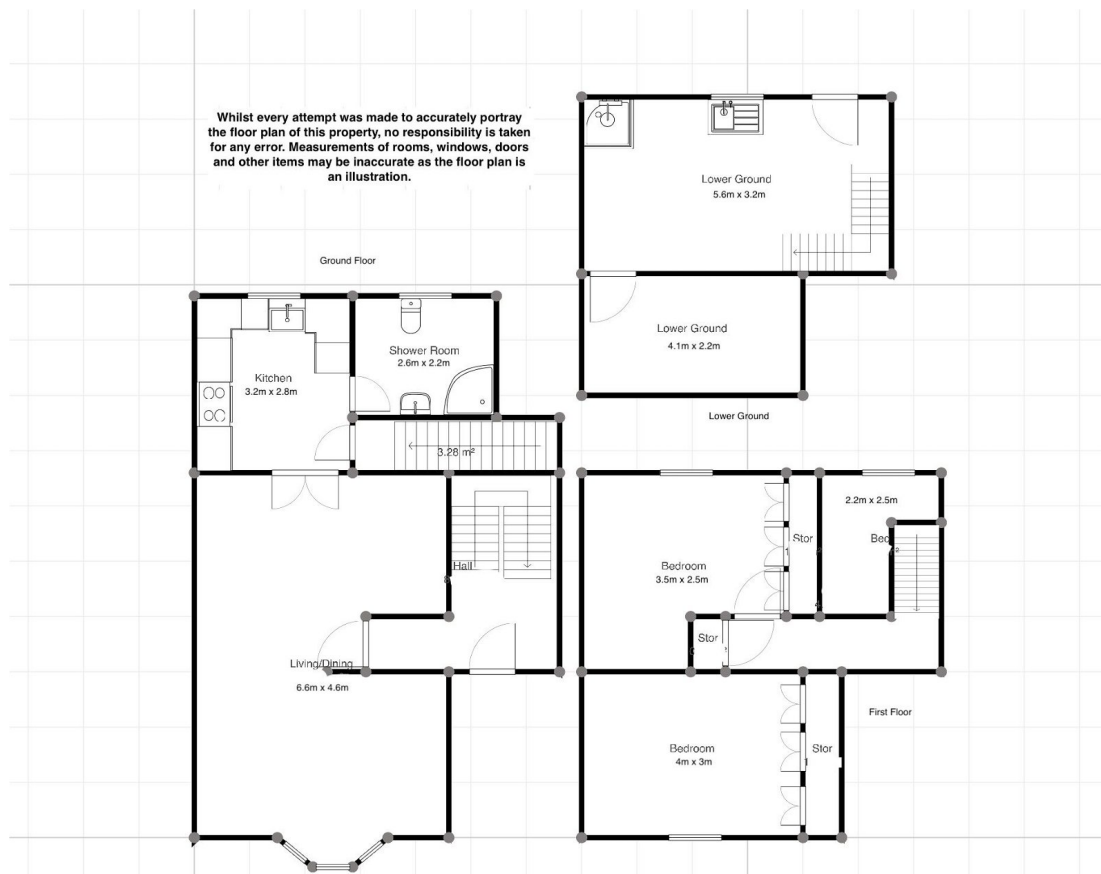 Whilst every attempt was made to accurately portray
the floor plan of this property, no responsibility is taken
for any error. Measurements of rooms, windows, doors
and other items may be inaccurate as the floor plan is
an illustration.
Ground Floor
Kitchen
3.2m x 2.8m
Shower Room
2.6m x 2.2m
3.28 m²
Hall
Living/Dining
6.6m x 4.6m
Lower Ground
5.6m x 3.2m
Lower Ground
4.1m x 2.2m
Lower Ground
2.2m x 2.5m
Stor
Bed
Bedroom
3.5m x 2.5m
Stor
First Floor
Bedroom
4m x 3m
Stor